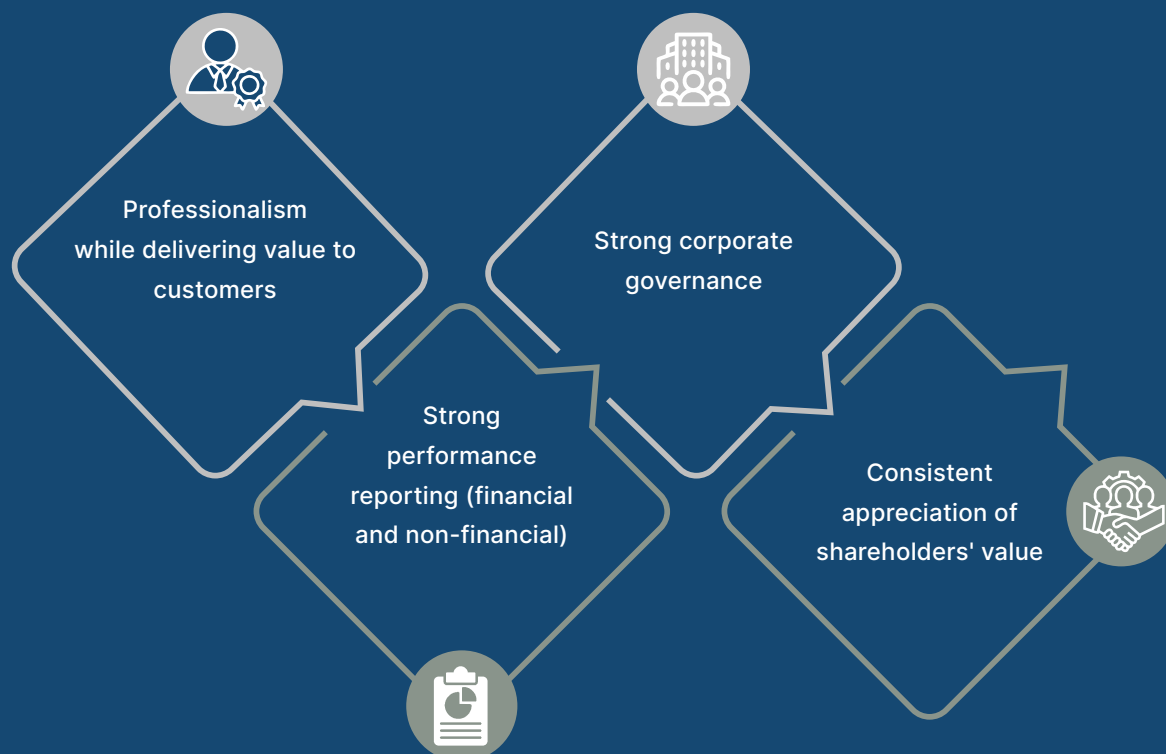 Professionalism
while delivering value to
customers
Strong
performance
reporting (financial
and non-financial)
Strong corporate
governance
Consistent
appreciation of
shareholders' value